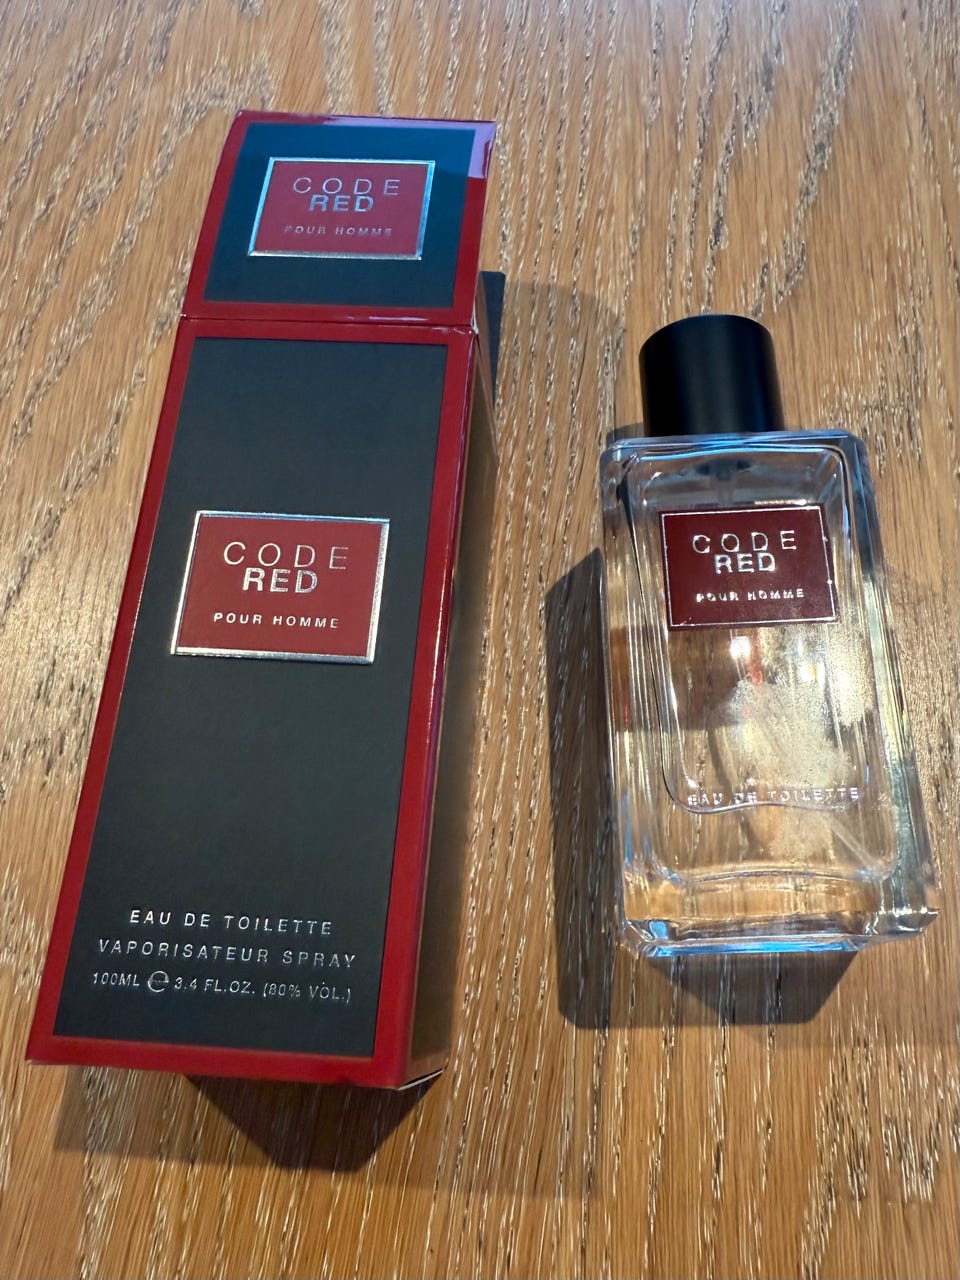 CODE
RED
POUR HOMME
CODE
RED
POUR HOMME
EAU DE TOILETTE
VAPORISATEUR SPRAY
100ML ℮ 3.4 FL.OZ. (80% VOL.)
CODE
RED
POUR HOMME
EAU DE TOILETTE